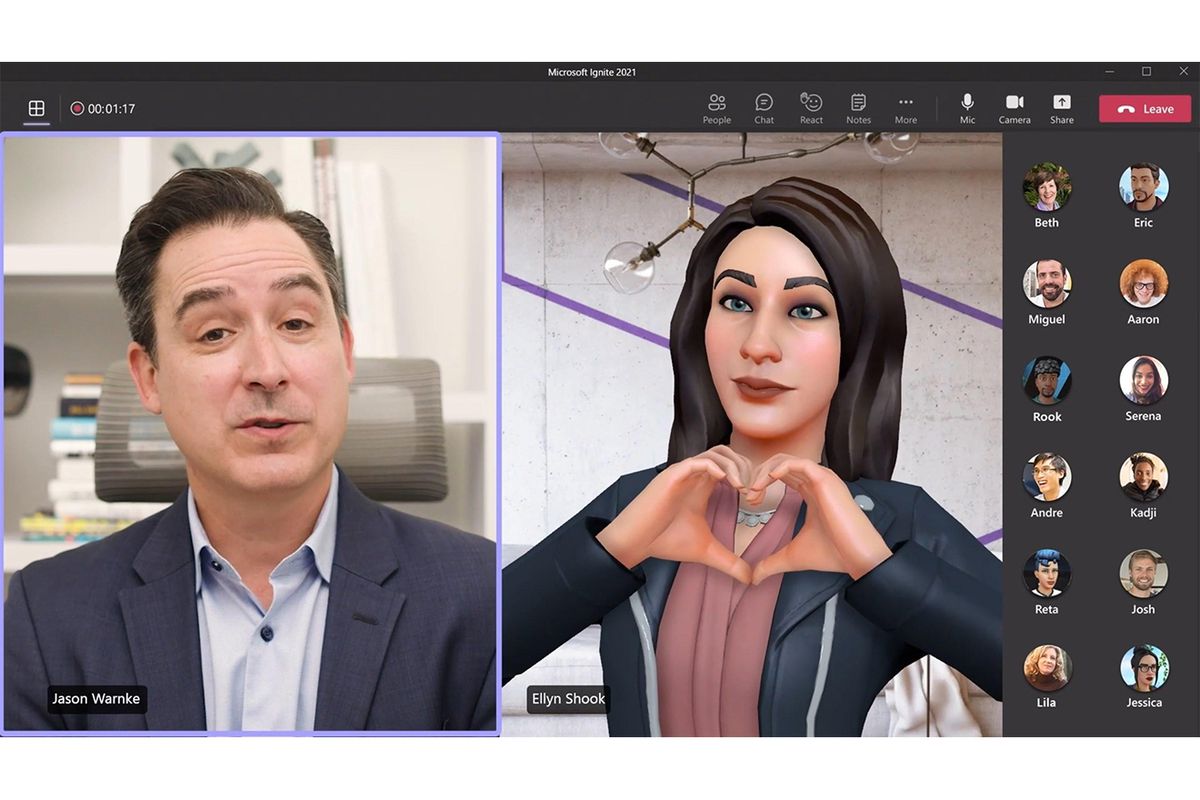 Microsoft Ignite 2021
00:01:17
People
Chat
React
Notes
More
Mic
Camera
Share
Leave
Jason Warnke
Ellyn Shook
Beth
Eric
Miguel
Aaron
Rook
Serena
Andre
Kadji
Reta
Josh
Lila
Jessica